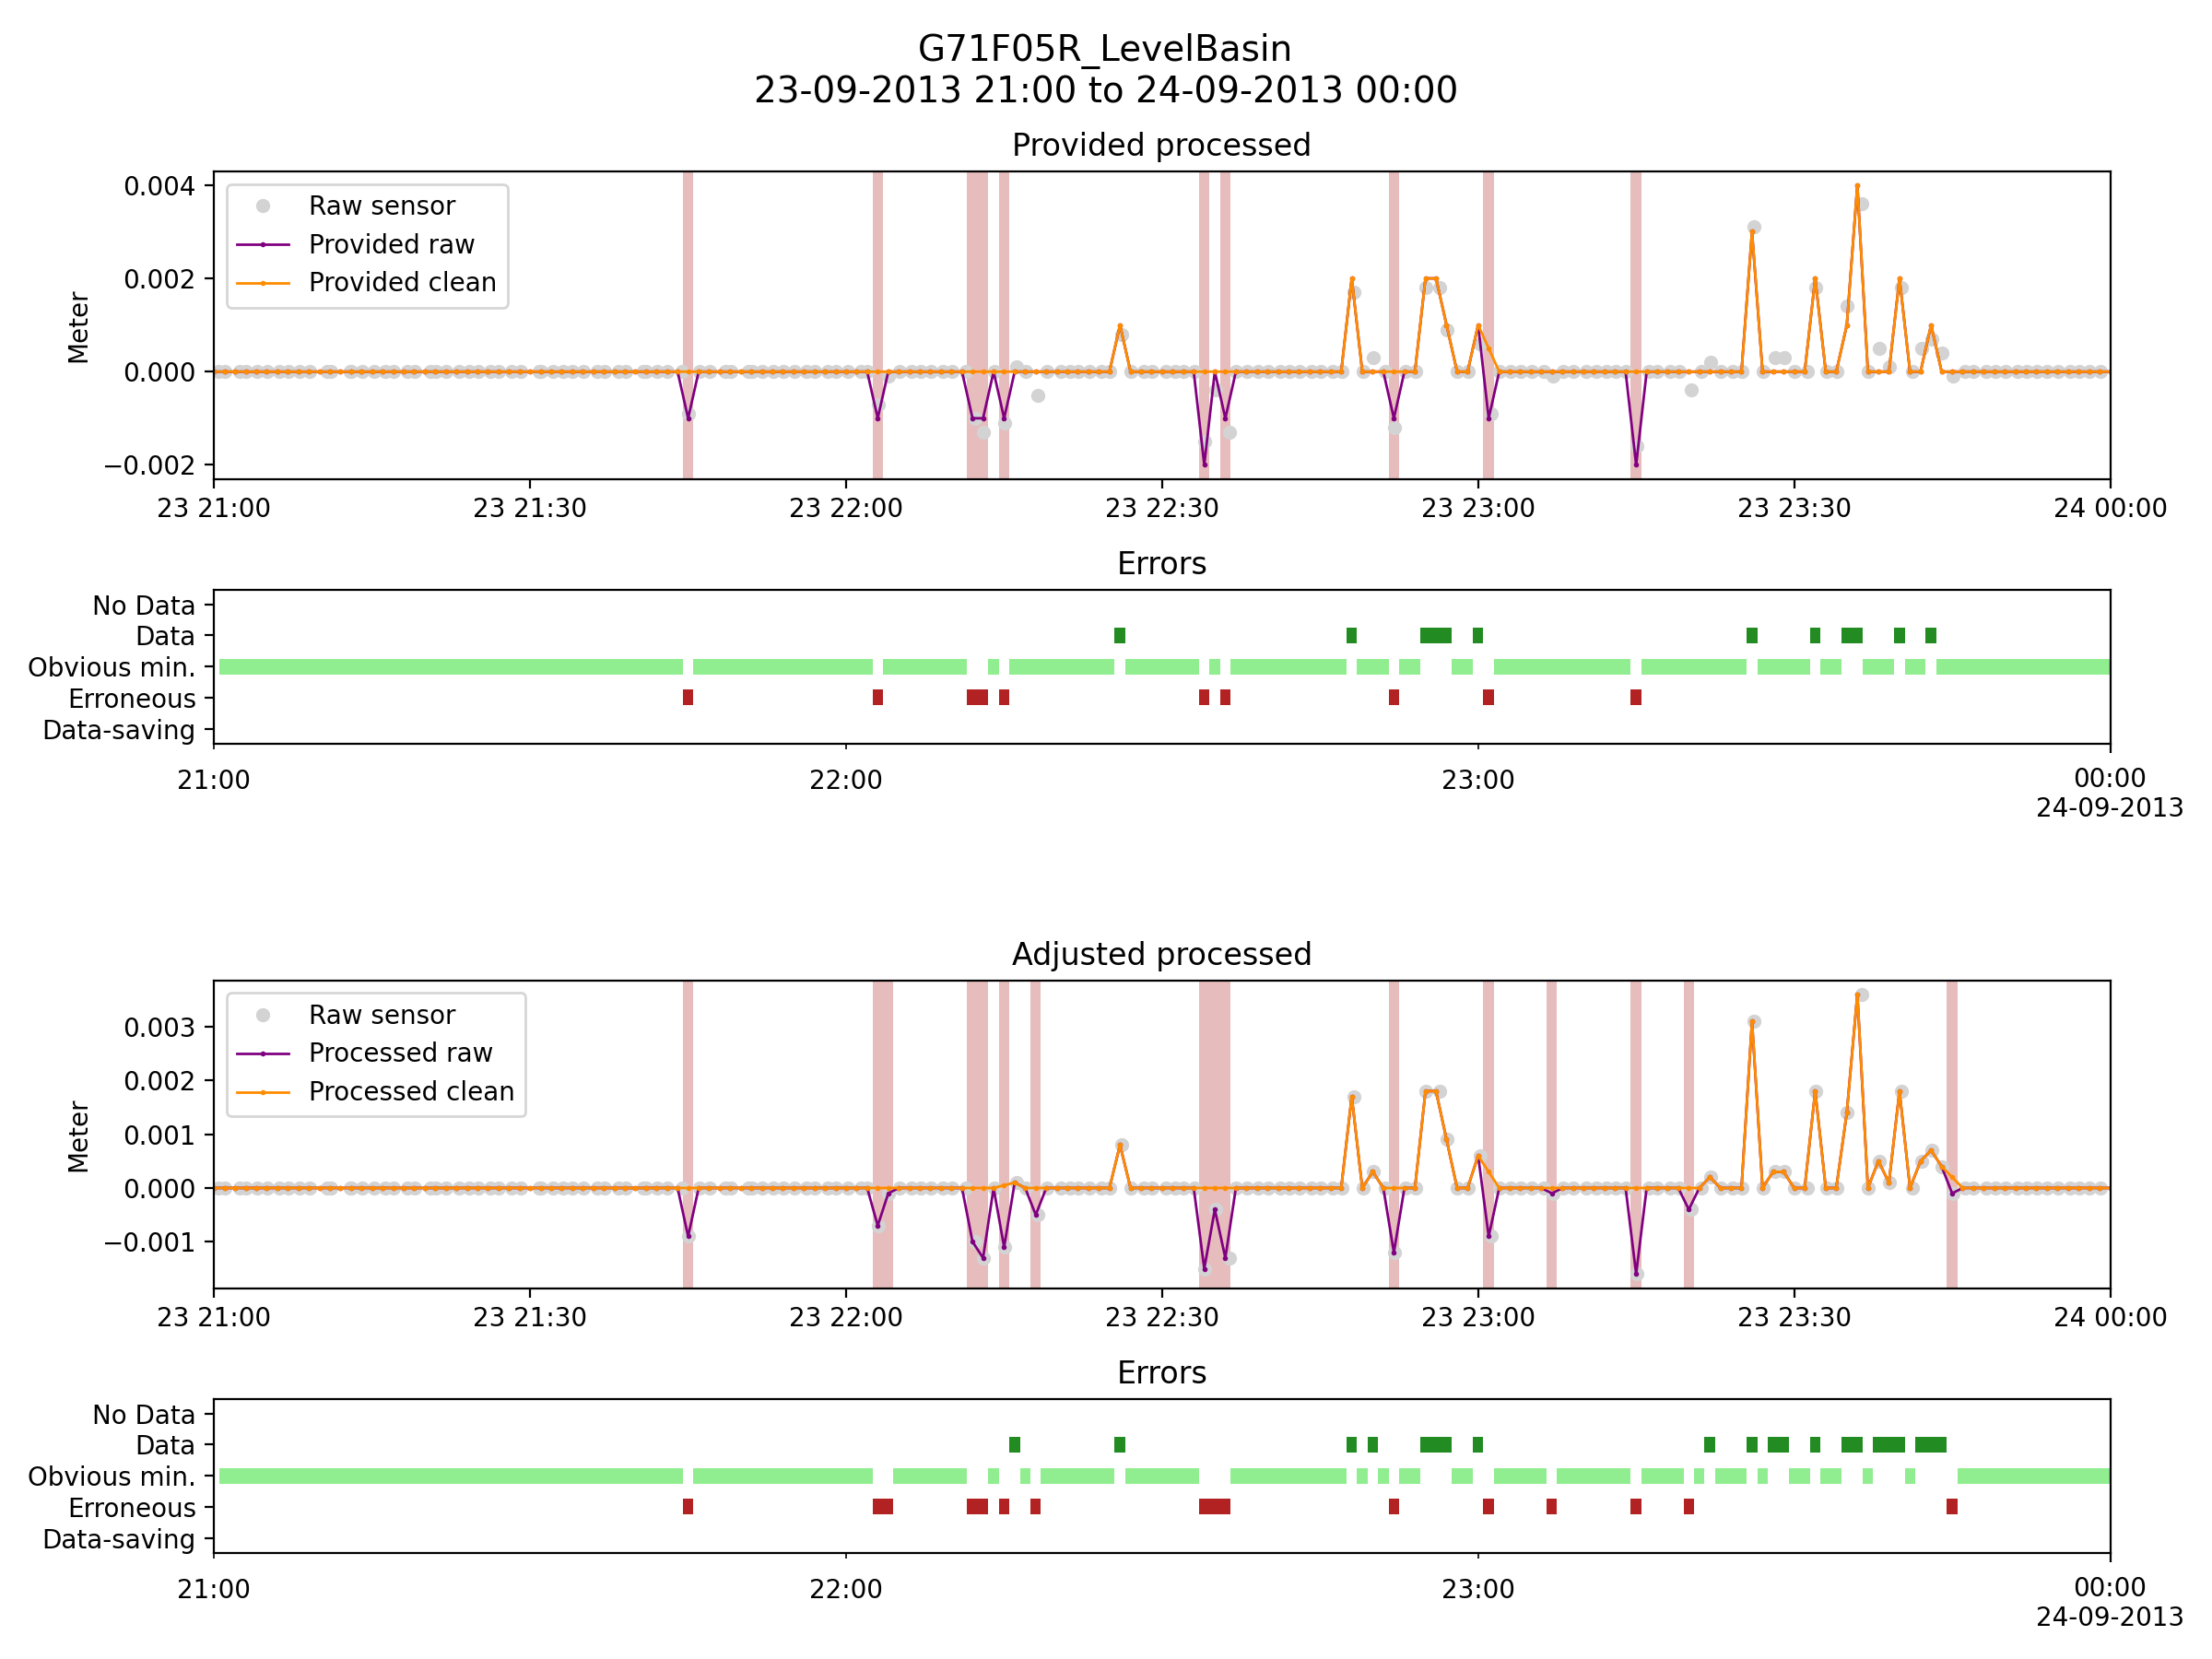 G71F05R_LevelBasin
23-09-2013 21:00 to 24-09-2013 00:00
Provided processed
Meter
0.004
0.002
0.000
−0.002
Raw sensor
Provided raw
Provided clean
23 21:00 23 21:30 23 22:00 23 22:30 23 23:00 23 23:30 24 00:00
Errors
No Data
Data
Obvious min.
Erroneous
Data-saving
21:00 22:00 23:00 00:00
24-09-2013
Adjusted processed
Meter
0.003
0.002
0.001
0.000
−0.001
Raw sensor
Processed raw
Processed clean
23 21:00 23 21:30 23 22:00 23 22:30 23 23:00 23 23:30 24 00:00
Errors
No Data
Data
Obvious min.
Erroneous
Data-saving
21:00 22:00 23:00 00:00
24-09-2013